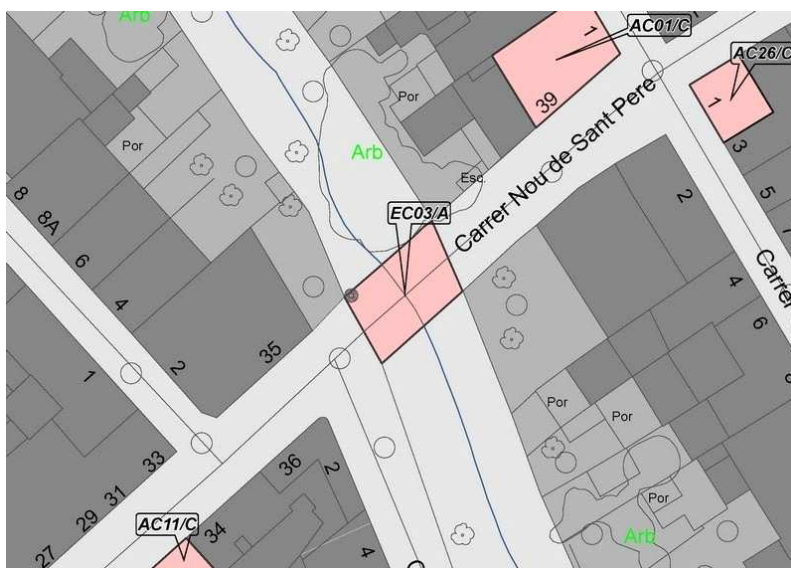 Arb
AC01/C
1
AC26/C
Por
39
1
Arb
Por
3
Carrer Nou de Sant Pere
Esc.
8
8A
2
5
EC03/A
6
4
Carrer
4
6
35
2
1
Por
Por
33
36
2
31
29
Por
AC11/C
34
Arb
27
4